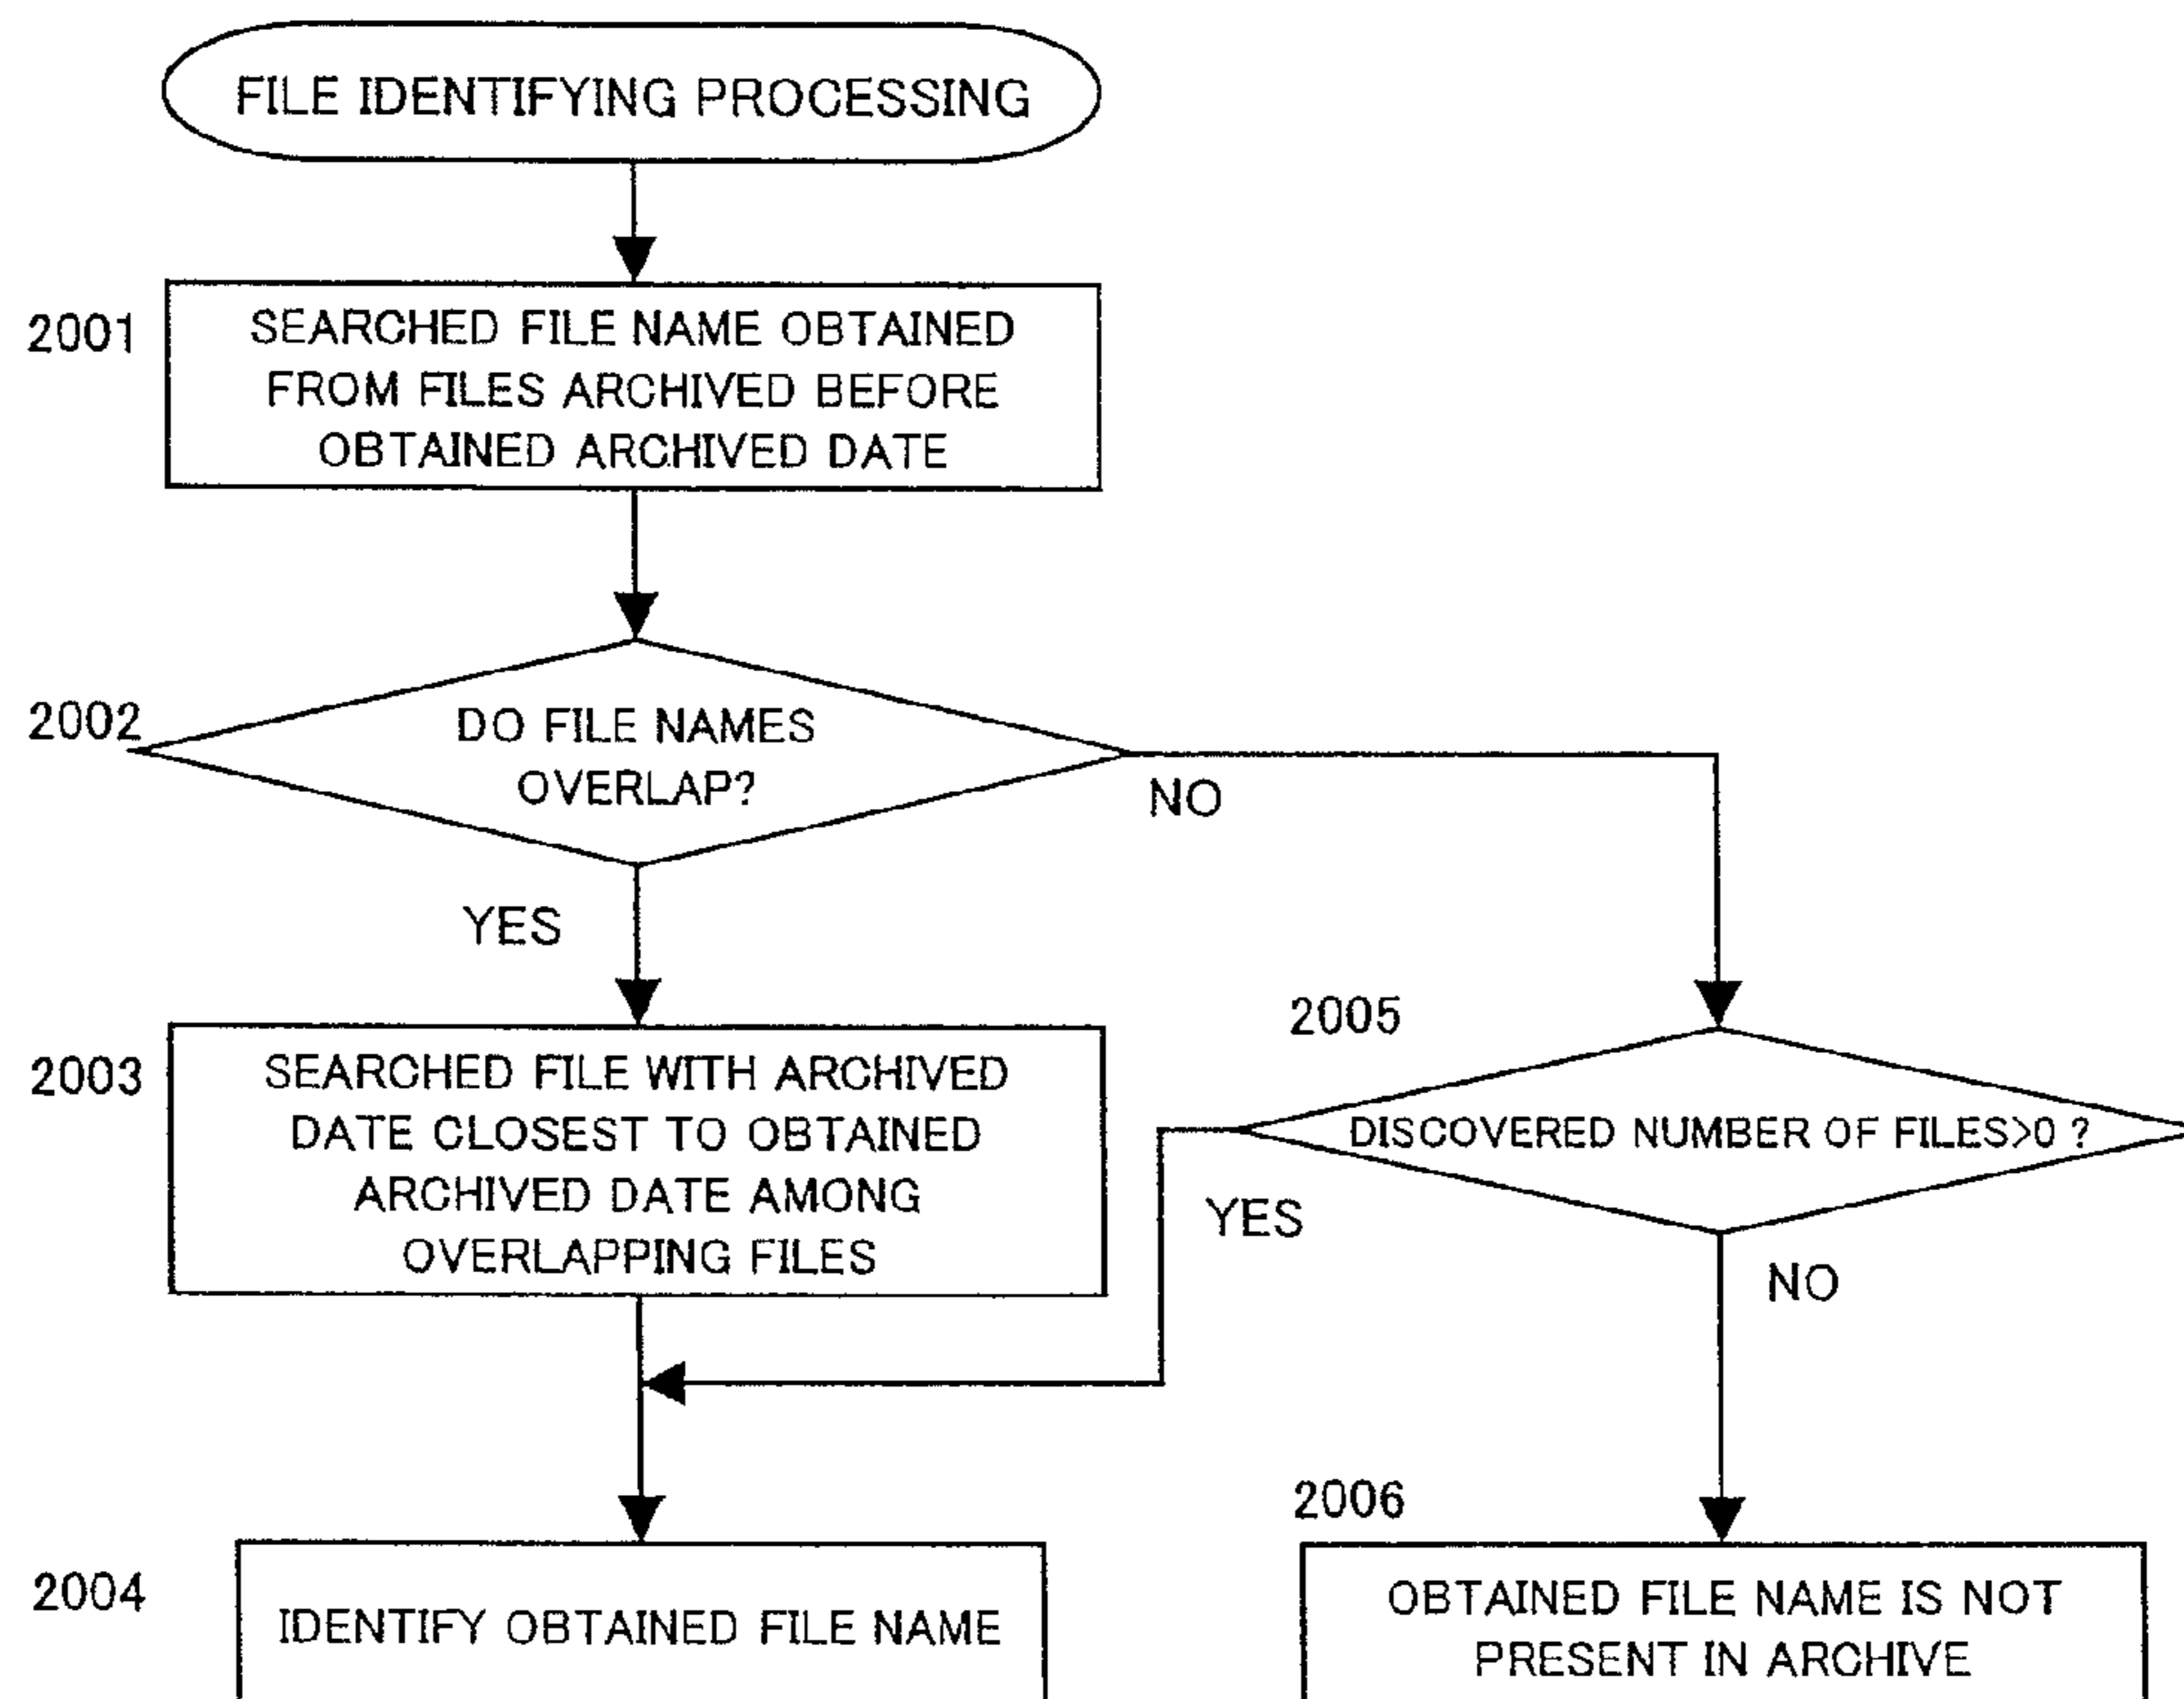 FILE IDENTIFYING PROCESSING
2001
SEARCHED FILE NAME OBTAINED
FROM FILES ARCHIVED BEFORE
OBTAINED ARCHIVED DATE
2002
DO FILE NAMES
OVERLAP?
NO
YES
2003
SEARCHED FILE WITH ARCHIVED
DATE CLOSEST TO OBTAINED
ARCHIVED DATE AMONG
OVERLAPPING FILES
2005
DISCOVERED NUMBER OF FILES>0 ?
YES
NO
2004
IDENTIFY OBTAINED FILE NAME
2006
OBTAINED FILE NAME IS NOT
PRESENT IN ARCHIVE